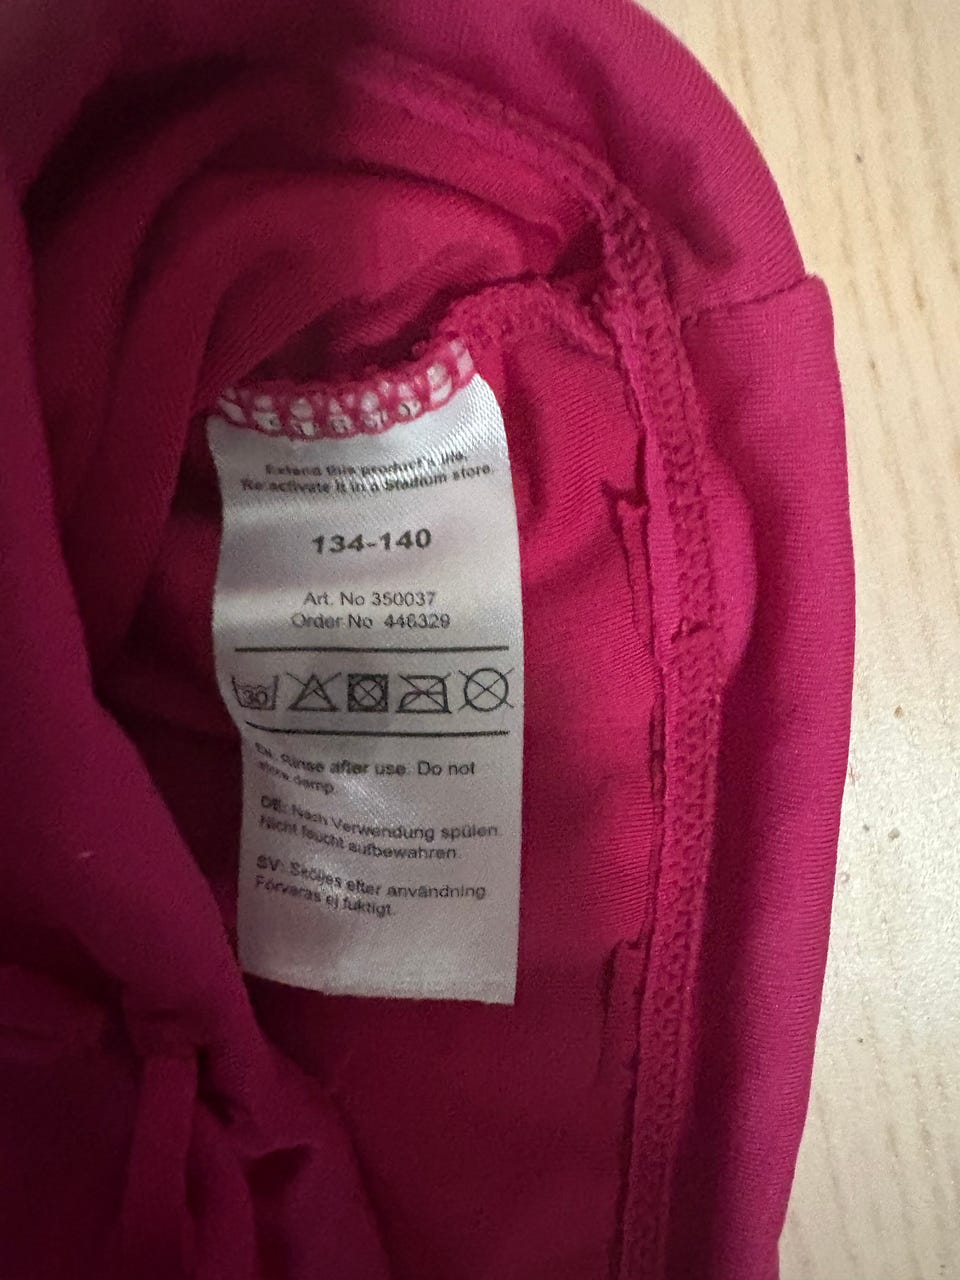 Extend this product's life.
Re:activate it in a Stadium store.
134-140
Art. No 350037
Order No 446329
30
EN: Rinse after use. Do not
store damp.
DE: Nach Verwendung spülen.
Nicht feucht aufbewahren.
SV: Sköljes efter användning
Förvaras ej fuktigt.